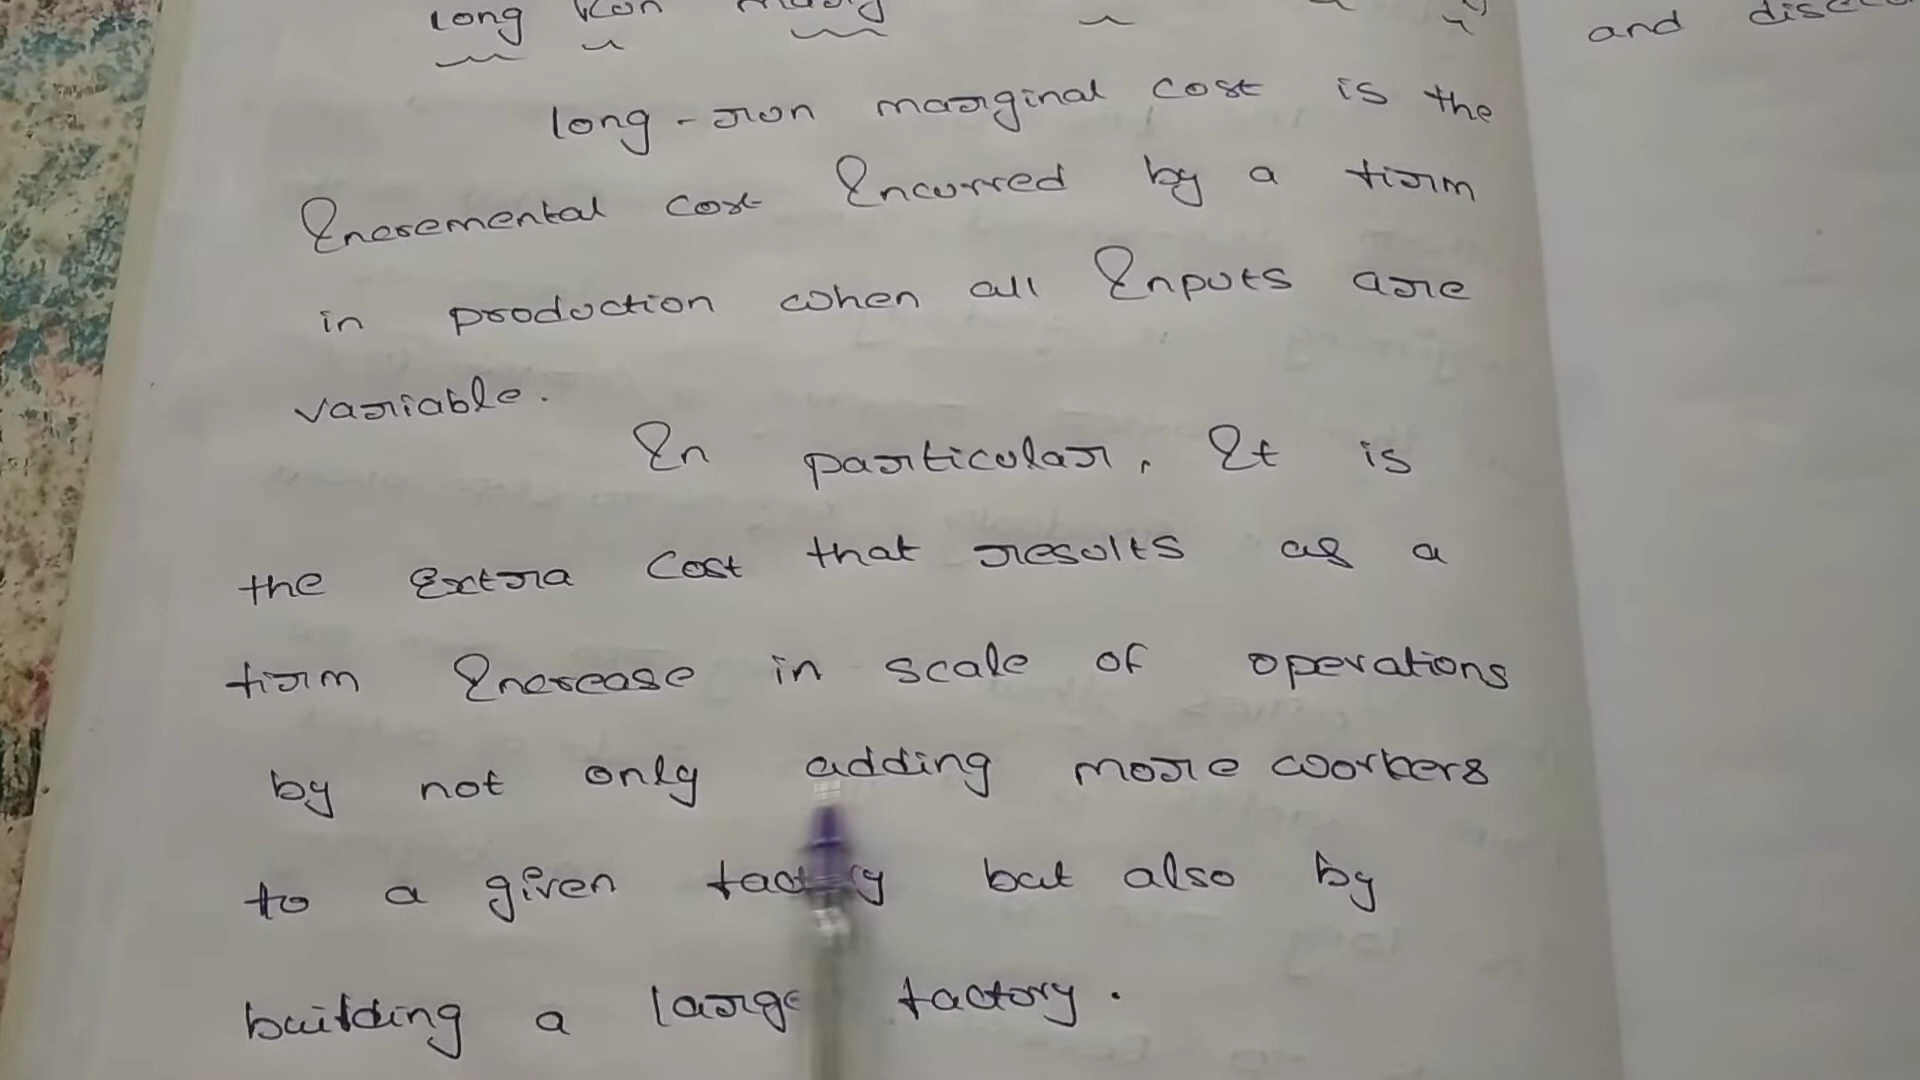 long Run
long-run marginal cost is the
Incremental cost Incurred by a firm
in production when all Inputs are
variable.
In particular, It is
the Extra cost that results as a
firm Increase in scale of operations
by not only adding more workers
to a given factory but also by
building a large factory.
and